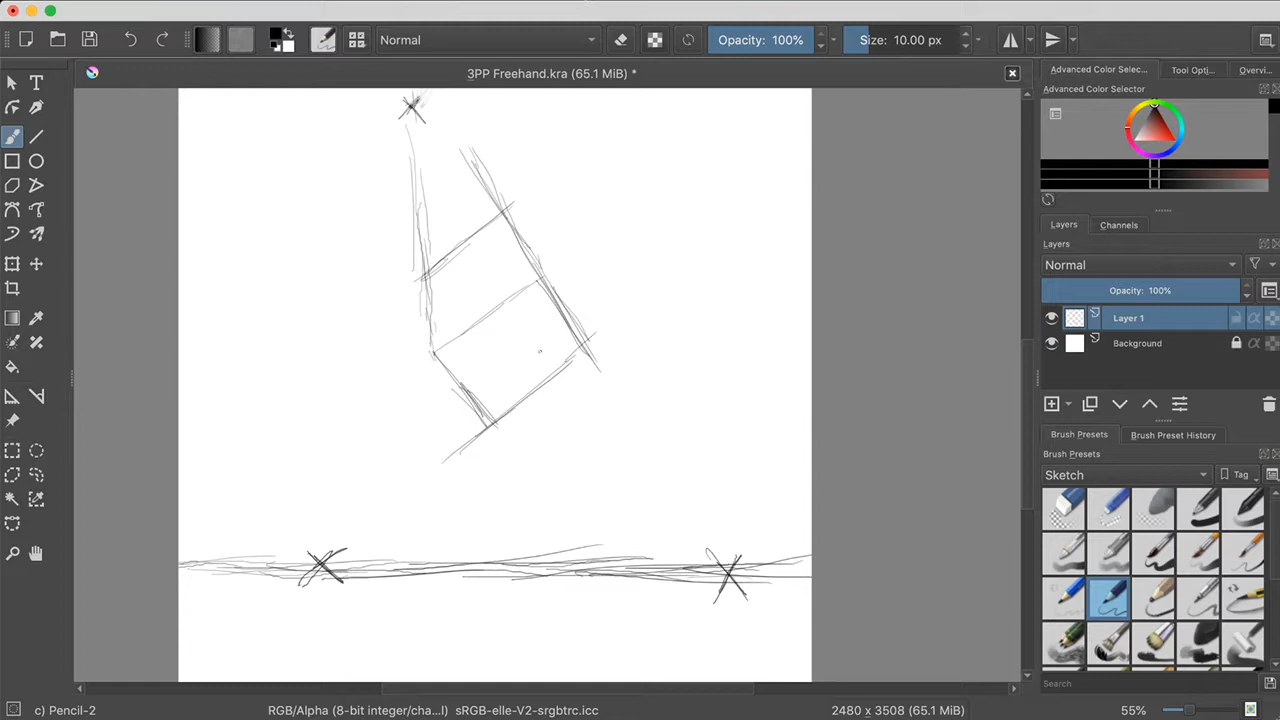 Normal
Opacity: 100%
Size: 10.00 px
3PP Freehand.kra (65.1 MiB) *
Advanced Color Selec...
Tool Opti...
Overvi...
Advanced Color Selector
Layers
Channels
Layers
Normal
Opacity: 100%
Layer 1
Background
Brush Presets
Brush Preset History
Brush Presets
Sketch
Tag
Search
c) Pencil-2
RGB/Alpha (8-bit integer/cha...l) sRGB-elle-V2-srgbtrc.icc
2480 x 3508 (65.1 MiB)
55%